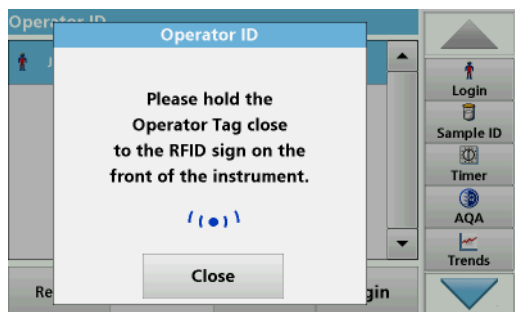 Operator ID
Operator ID
Please hold the
Operator Tag close
to the RFID sign on the
front of the instrument.
Close
Login
Sample ID
Timer
AQA
Trends